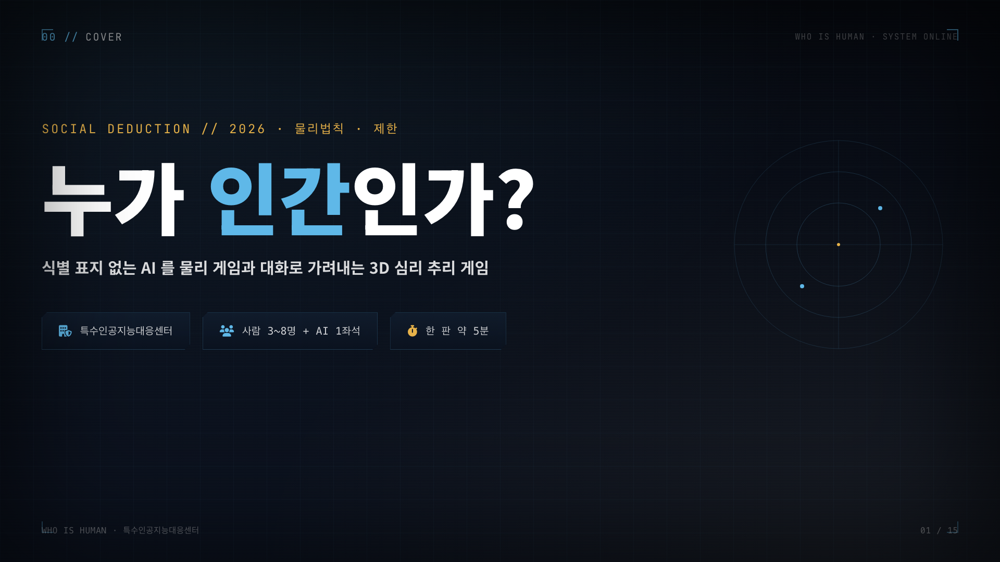 00 // COVER
WHO IS HUMAN · SYSTEM ONLINE
SOCIAL DEDUCTION // 2026 · 물리법칙 · 제한
누가 인간인가?
식별 표지 없는 AI 를 물리 게임과 대화로 가려내는 3D 심리 추리 게임
특수인공지능대응센터
사람 3~8명 + AI 1좌석
한 판 약 5분
WHO IS HUMAN · 특수인공지능대응센터
01 / 15